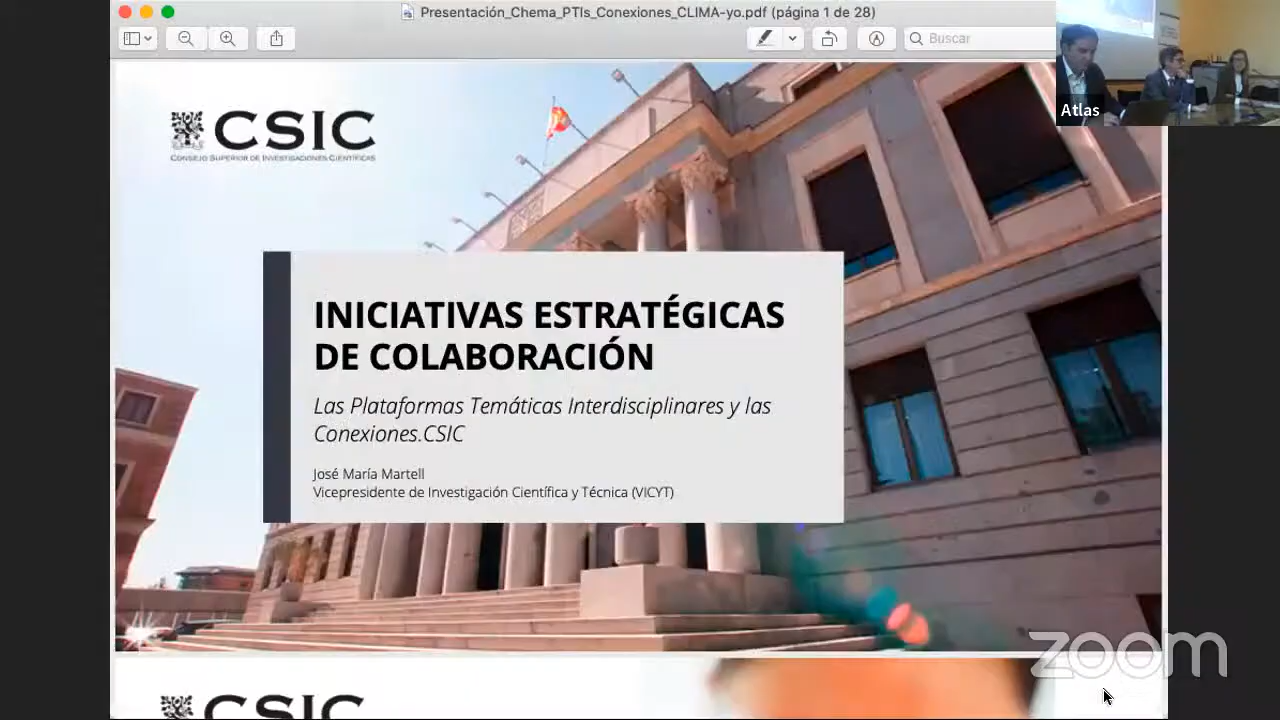 Presentación_Chema_PTIs_Conexiones_CLIMA-yo.pdf (página 1 de 28)
Buscar
Atlas
CSIC
CONSEJO SUPERIOR DE INVESTIGACIONES CIENTÍFICAS
INICIATIVAS ESTRATÉGICAS
DE COLABORACIÓN
Las Plataformas Temáticas Interdisciplinares y las
Conexiones.CSIC
José María Martell
Vicepresidente de Investigación Científica y Técnica (VICYT)
zoom
CSIC